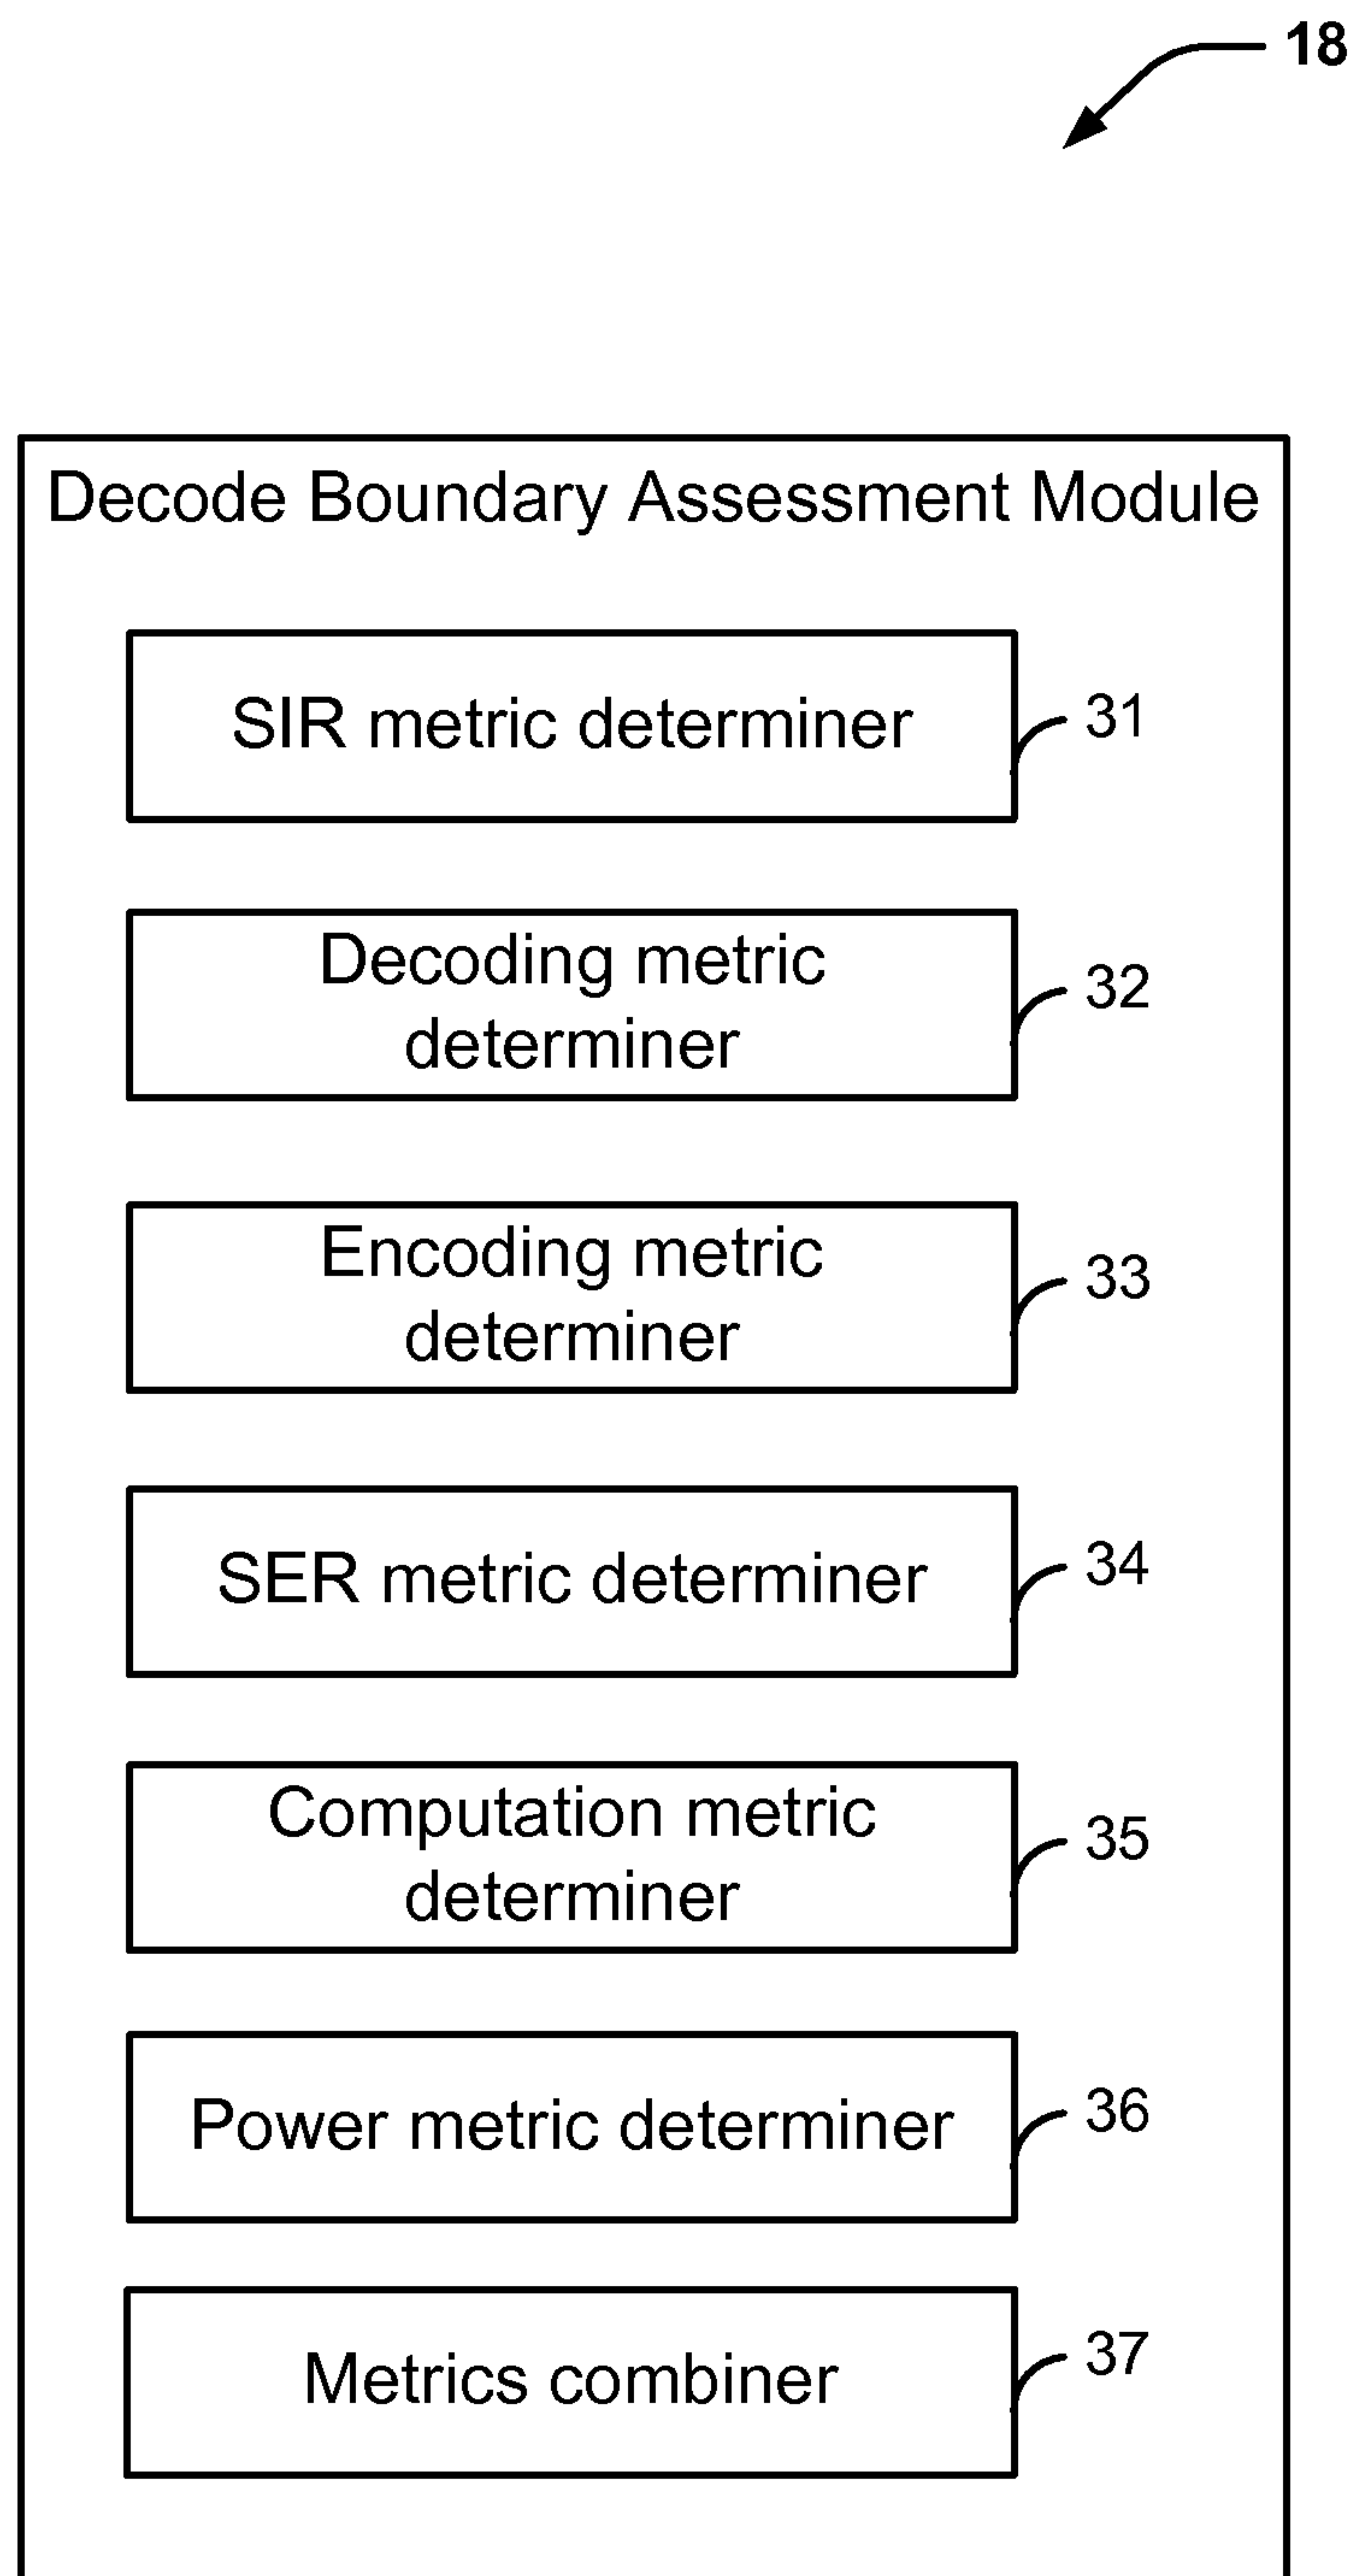 18
Decode Boundary Assessment Module
SIR metric determiner
31
Decoding metric
determiner
32
Encoding metric
determiner
33
SER metric determiner
34
Computation metric
determiner
35
Power metric determiner
36
Metrics combiner
37